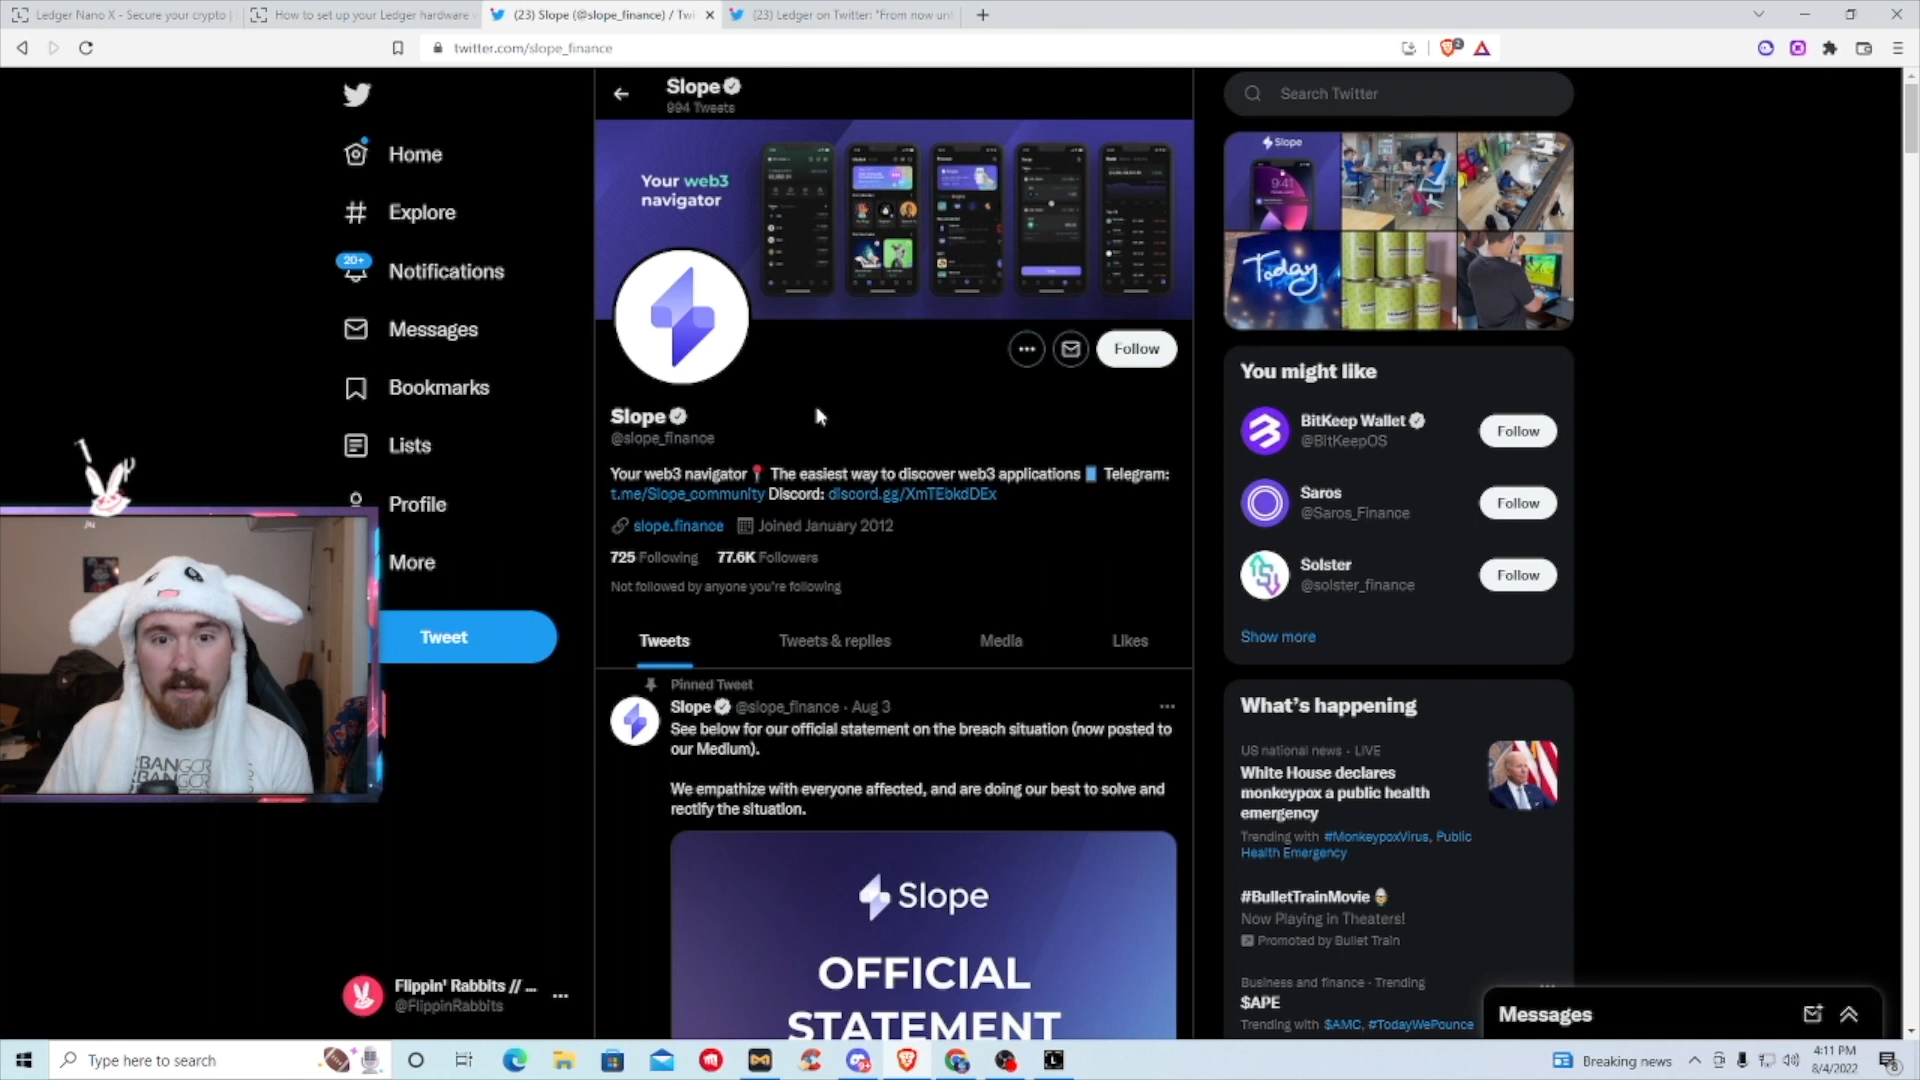 Ledger Nano X - Secure your crypto |
How to set up your Ledger hardware
(23) Slope (@slope_finance) / Twi
(23) Ledger on Twitter: "From now unt
twitter.com/slope_finance
2
Slope
994 Tweets
Search Twitter
Home
Explore
20+
Notifications
Messages
Bookmarks
Lists
Profile
More
Tweet
Your web3
navigator
Slope
9:41
Today
Follow
Slope
@slope_finance
Your web3 navigator 📍 The easiest way to discover web3 applications 📘 Telegram:
t.me/Slope_community Discord: discord.gg/XmTEbkdDEx
slope.finance Joined January 2012
725 Following 77.6K Followers
Not followed by anyone you're following
Tweets Tweets & replies Media Likes
Pinned Tweet
Slope @slope_finance · Aug 3
See below for our official statement on the breach situation (now posted to
our Medium).
We empathize with everyone affected, and are doing our best to solve and
rectify the situation.
Slope
OFFICIAL
STATEMENT
You might like
BitKeep Wallet
@BitKeepOS
Follow
Saros
@Saros_Finance
Follow
Solster
@solster_finance
Follow
Show more
What's happening
US national news · LIVE
White House declares
monkeypox a public health
emergency
Trending with #MonkeypoxVirus, Public
Health Emergency
#BulletTrainMovie
Now Playing in Theaters!
Promoted by Bullet Train
Business and finance · Trending
$APE
Trending with $AMC, #TodayWePounce
Messages
BANGOR
BANGOR
Flippin' Rabbits // ...
@FlippinRabbits
Type here to search
Breaking news
4:11 PM
8/4/2022
8